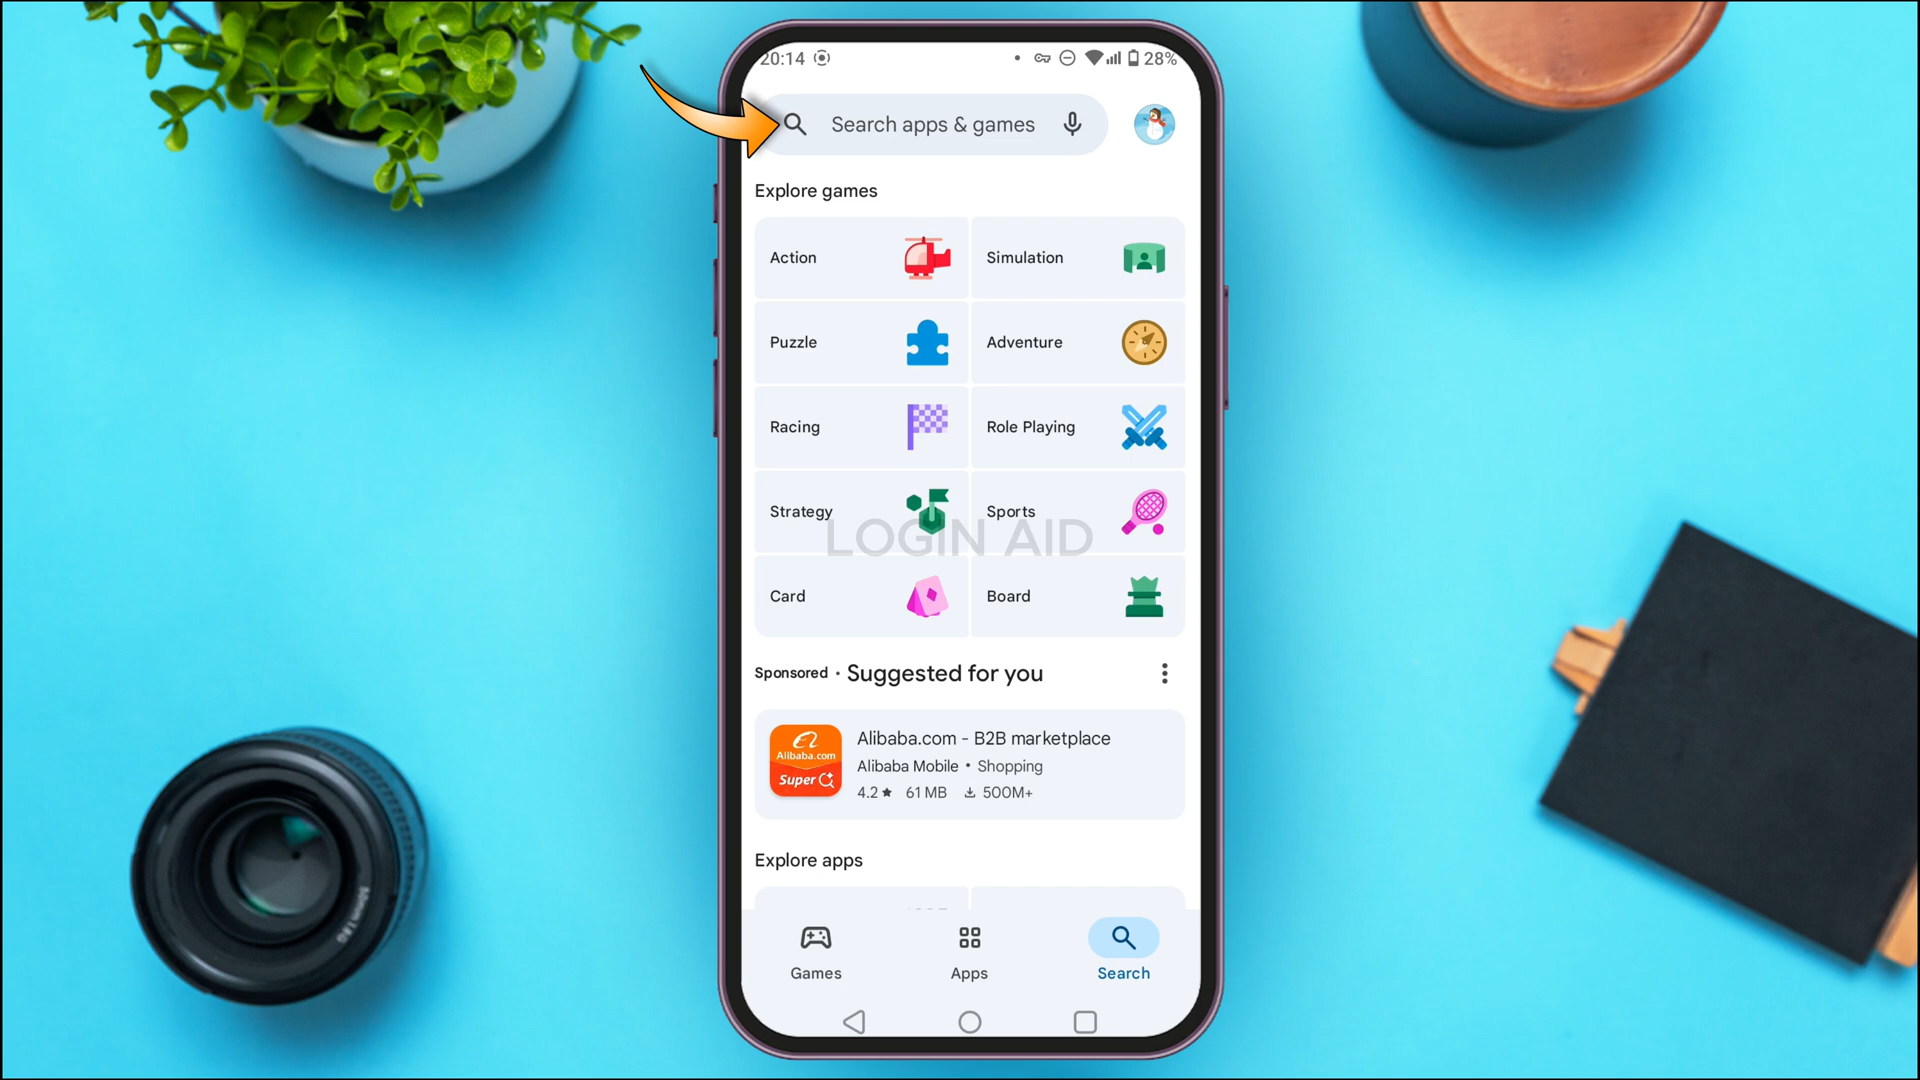 20:14
28%
Search apps & games
Explore games
Action
Simulation
Puzzle
Adventure
Racing
Role Playing
Strategy
Sports
LOGIN AID
Card
Board
Sponsored • Suggested for you
Alibaba.com
Super
Alibaba.com - B2B marketplace
Alibaba Mobile • Shopping
4.2 ★ 61 MB 500M+
Explore apps
Games
Apps
Search